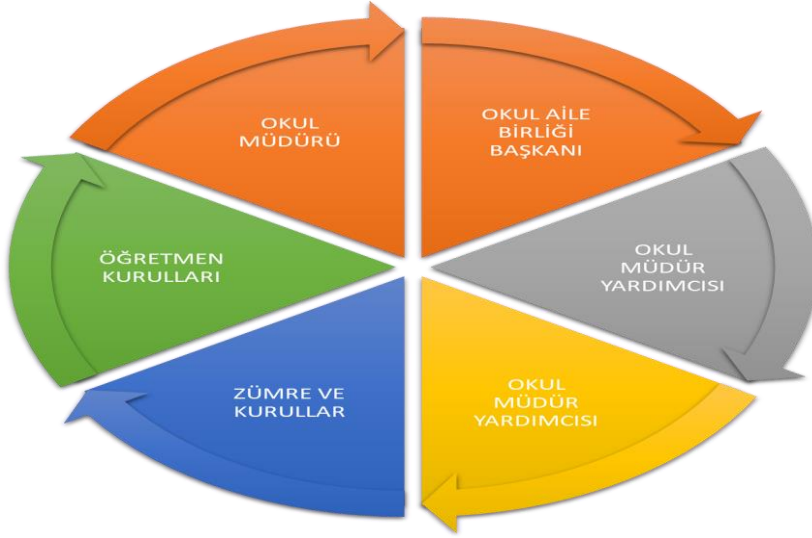 OKUL
MÜDÜRÜ
OKUL AİLE
BİRLİĞİ
BAŞKANI
OKUL
MÜDÜR
YARDIMCISI
OKUL
MÜDÜR
YARDIMCISI
ZÜMRE VE
KURULLAR
ÖĞRETMEN
KURULLARI